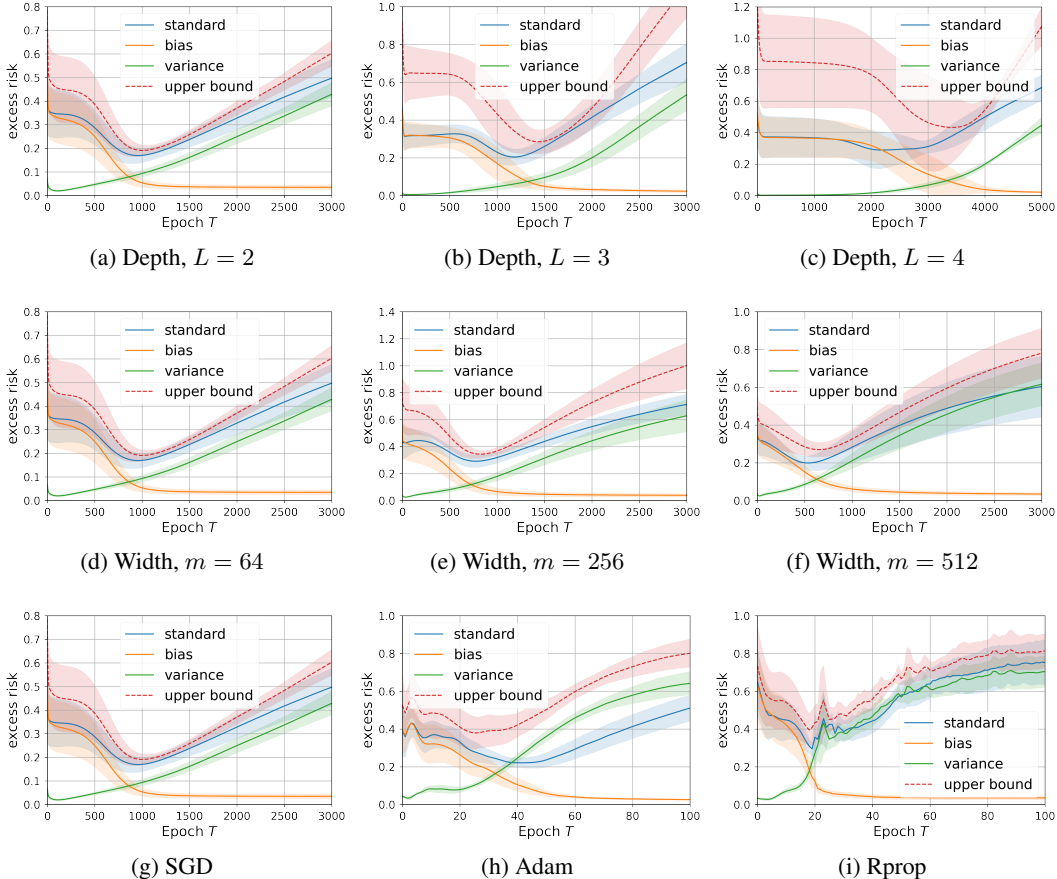 0.8
0.7
0.6
0.5
0.4
0.3
0.2
0.1
0.0
excess risk
standard
bias
variance
upper bound
0 500 1000 1500 2000 2500 3000
Epoch T
(a) Depth, L = 2
1.0
0.8
0.6
0.4
0.2
0.0
excess risk
standard
bias
variance
upper bound
0 500 1000 1500 2000 2500 3000
Epoch T
(b) Depth, L = 3
1.2
1.0
0.8
0.6
0.4
0.2
0.0
excess risk
standard
bias
variance
upper bound
0 1000 2000 3000 4000 5000
Epoch T
(c) Depth, L = 4
0.8
0.7
0.6
0.5
0.4
0.3
0.2
0.1
0.0
excess risk
standard
bias
variance
upper bound
0 500 1000 1500 2000 2500 3000
Epoch T
(d) Width, m = 64
1.4
1.2
1.0
0.8
0.6
0.4
0.2
0.0
excess risk
standard
bias
variance
upper bound
0 500 1000 1500 2000 2500 3000
Epoch T
(e) Width, m = 256
1.0
0.8
0.6
0.4
0.2
0.0
excess risk
standard
bias
variance
upper bound
0 500 1000 1500 2000 2500 3000
Epoch T
(f) Width, m = 512
0.8
0.7
0.6
0.5
0.4
0.3
0.2
0.1
0.0
excess risk
standard
bias
variance
upper bound
0 500 1000 1500 2000 2500 3000
Epoch T
(g) SGD
1.0
0.8
0.6
0.4
0.2
0.0
excess risk
standard
bias
variance
upper bound
0 20 40 60 80 100
Epoch T
(h) Adam
1.0
0.8
0.6
0.4
0.2
0.0
excess risk
standard
bias
variance
upper bound
0 20 40 60 80 100
Epoch T
(i) Rprop